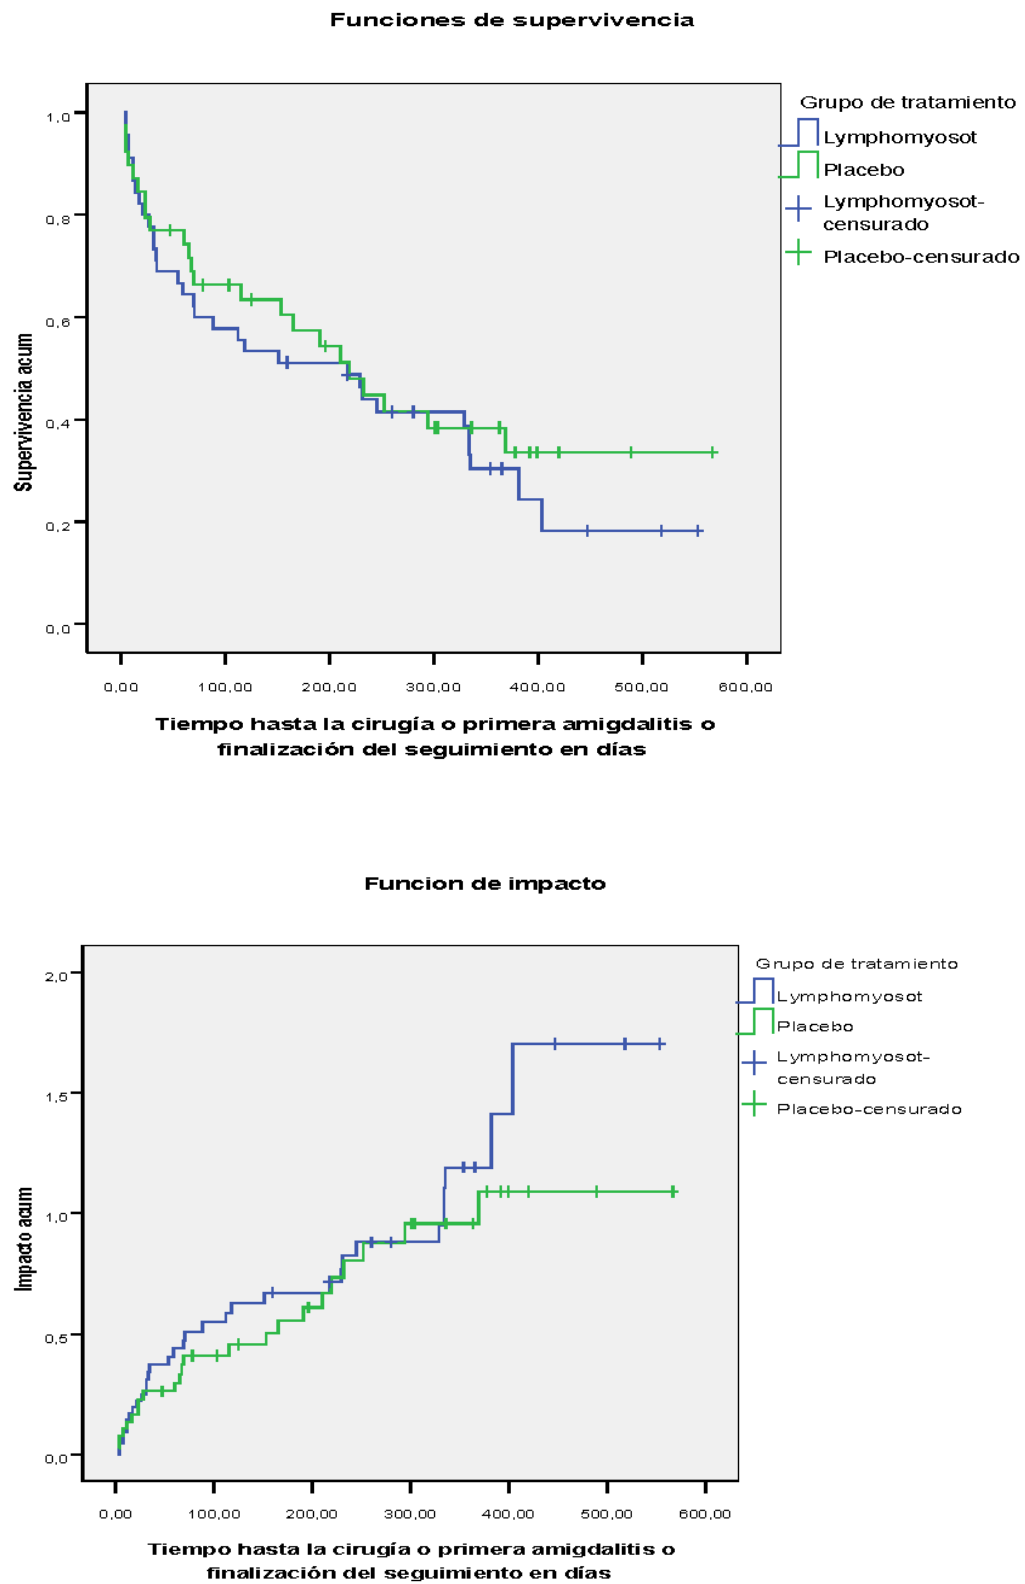 Funciones de supervivencia
Grupo de tratamiento
Lymphomyosot
Placebo
Lymphomyosot-
censurado
Placebo-censurado
Supervivencia acum
1,0
0,8
0,6
0,4
0,2
0,0
0,00 100,00 200,00 300,00 400,00 500,00 600,00
Tiempo hasta la cirugía o primera amigdalitis o
finalización del seguimiento en días
Funcion de impacto
Grupo de tratamiento
Lymphomyosot
Placebo
Lymphomyosot-
censurado
Placebo-censurado
Impacto acum
2,0
1,5
1,0
0,5
0,0
0,00 100,00 200,00 300,00 400,00 500,00 600,00
Tiempo hasta la cirugía o primera amigdalitis o
finalización del seguimiento en días